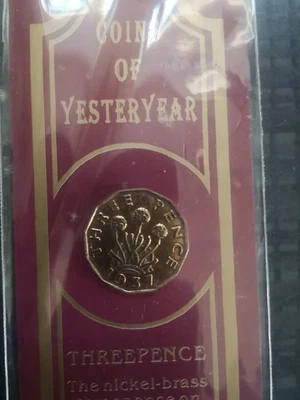 COINS
OF
YESTERYEAR
THREE PENCE
1937
THREEPENCE
The nickel-brass